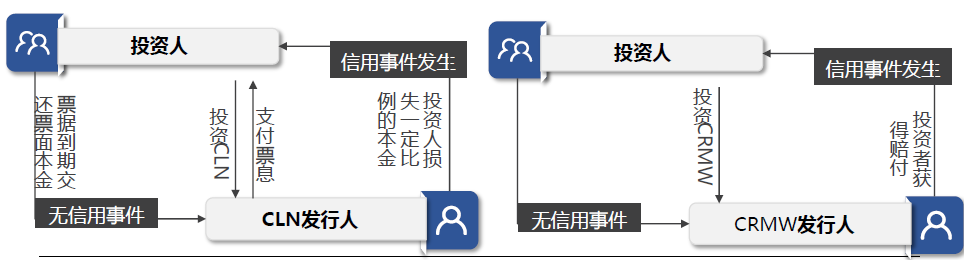 投资人
信用事件发生
票据到期交
还票面本金
投资CLN
支付票息
投资人损
失一定比
例的本金
无信用事件
CLN发行人
投资人
信用事件发生
投资CRMW
投资者获
得赔付
无信用事件
CRMW发行人